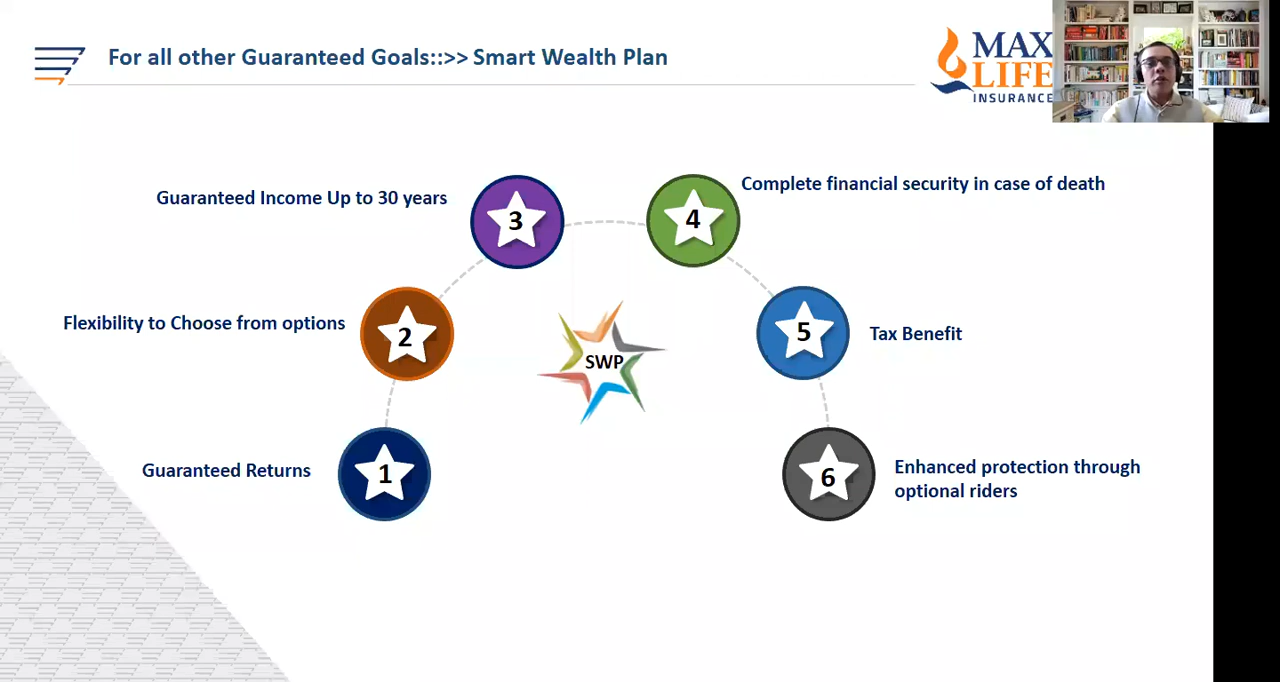 For all other Guaranteed Goals::>> Smart Wealth Plan
MAX
LIFE
INSURANCE
Guaranteed Income Up to 30 years
3
4
Complete financial security in case of death
Flexibility to Choose from options
2
SWP
5
Tax Benefit
Guaranteed Returns
1
6
Enhanced protection through
optional riders